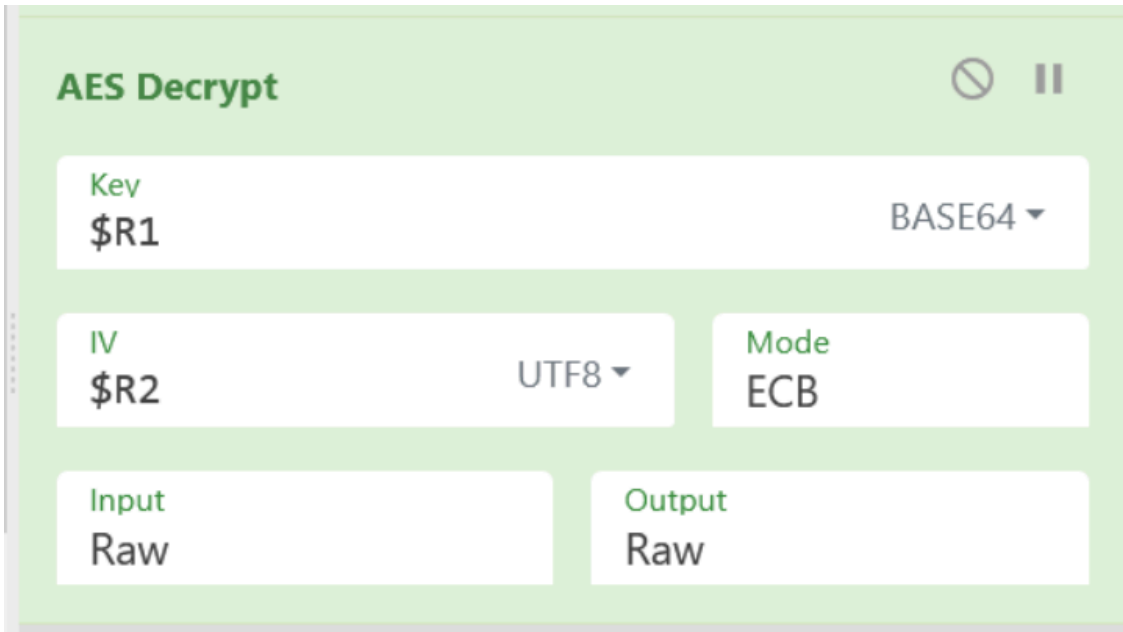 AES Decrypt
Key
$R1
BASE64
IV
$R2
UTF8
Mode
ECB
Input
Raw
Output
Raw